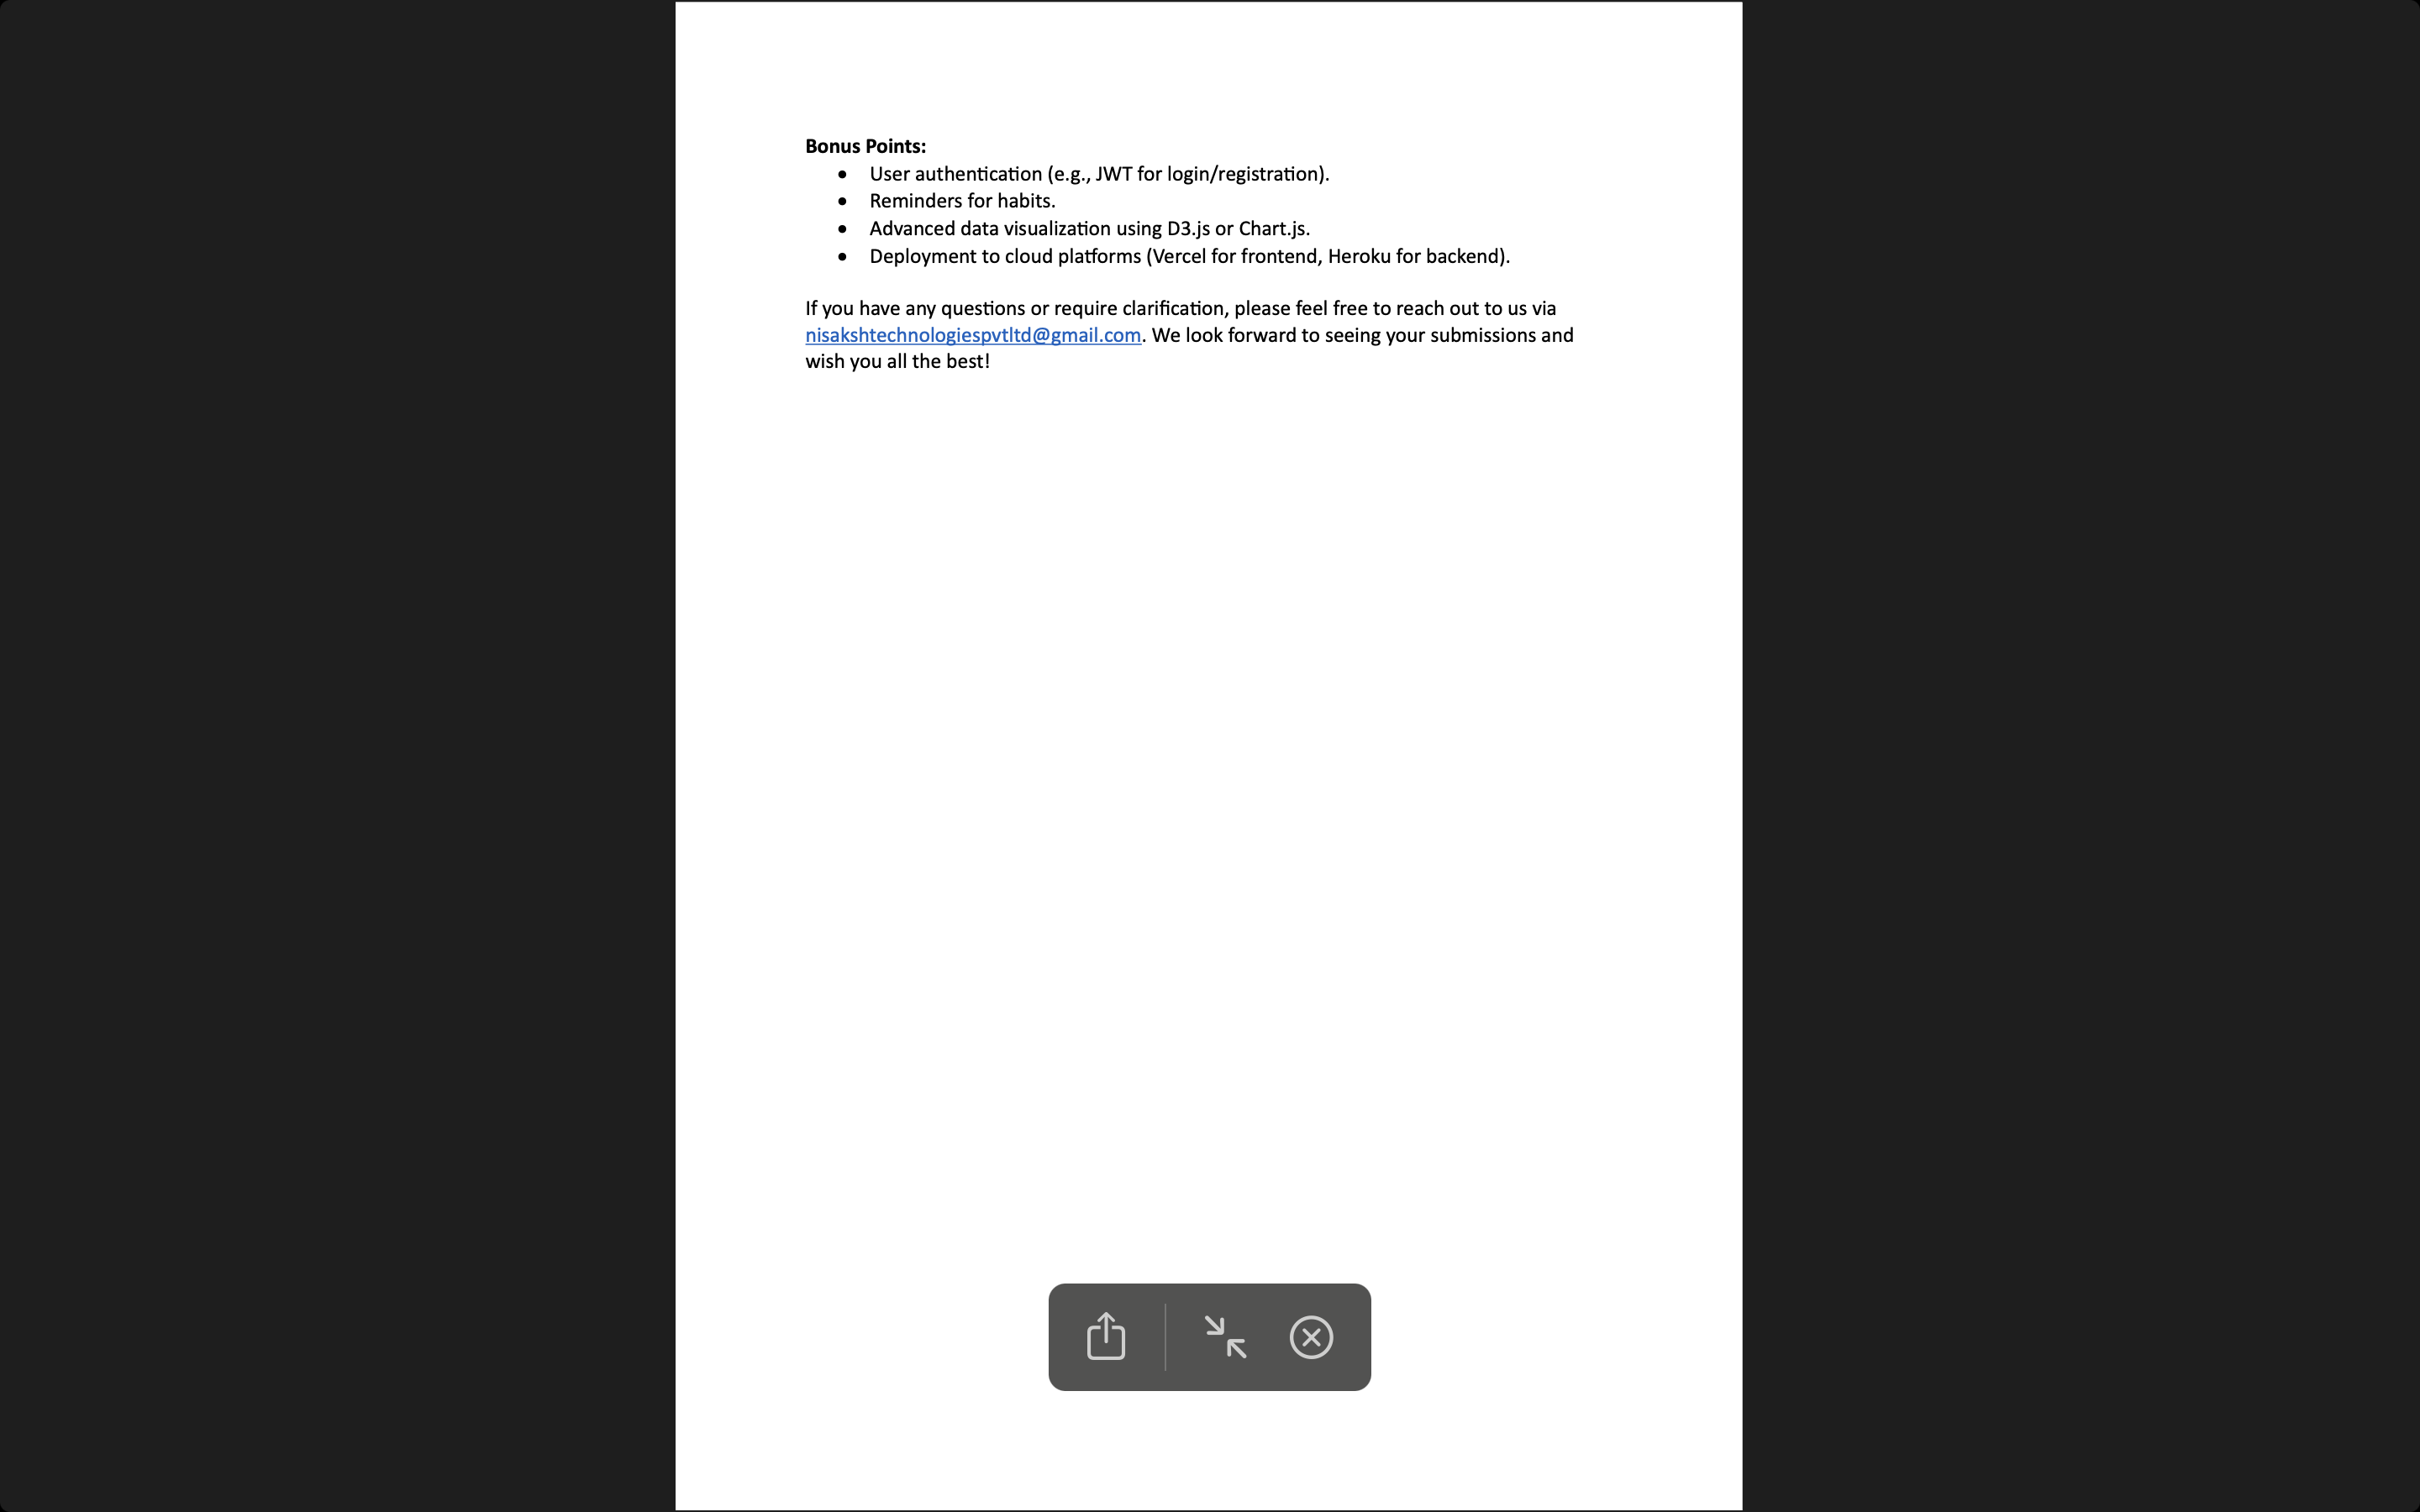 Bonus Points:
• User authentication (e.g., JWT for login/registration).
• Reminders for habits.
• Advanced data visualization using D3.js or Chart.js.
• Deployment to cloud platforms (Vercel for frontend, Heroku for backend).
If you have any questions or require clarification, please feel free to reach out to us via
nisakshtechnologiespvtltd@gmail.com. We look forward to seeing your submissions and
wish you all the best!